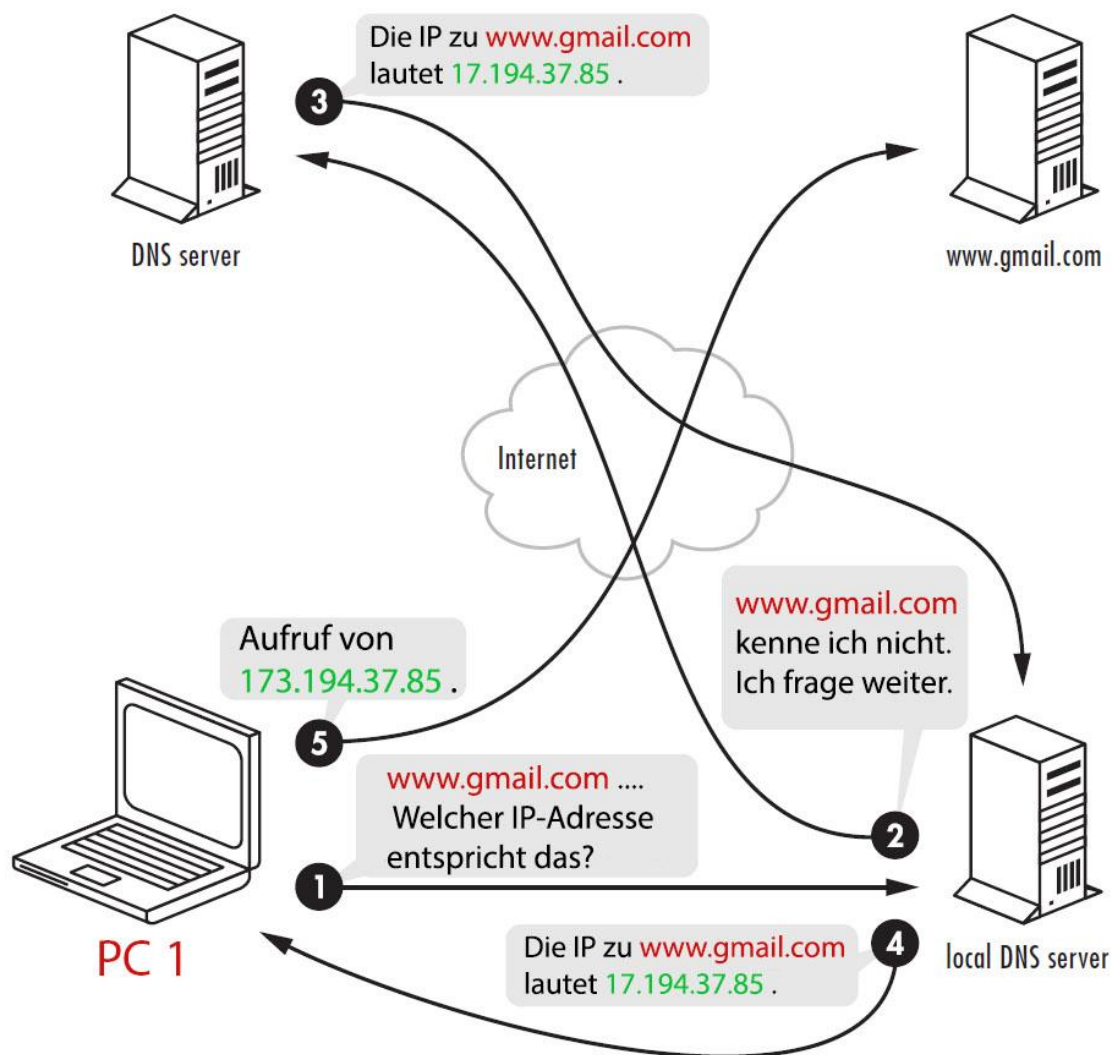 Die IP zu www.gmail.com
lautet 17.194.37.85 .
3
DNS server
www.gmail.com
Internet
www.gmail.com
kenne ich nicht.
Ich frage weiter.
Aufruf von
173.194.37.85 .
5
www.gmail.com ....
Welcher IP-Adresse
entspricht das?
2
1
PC 1
Die IP zu www.gmail.com
lautet 17.194.37.85 .
4
local DNS server